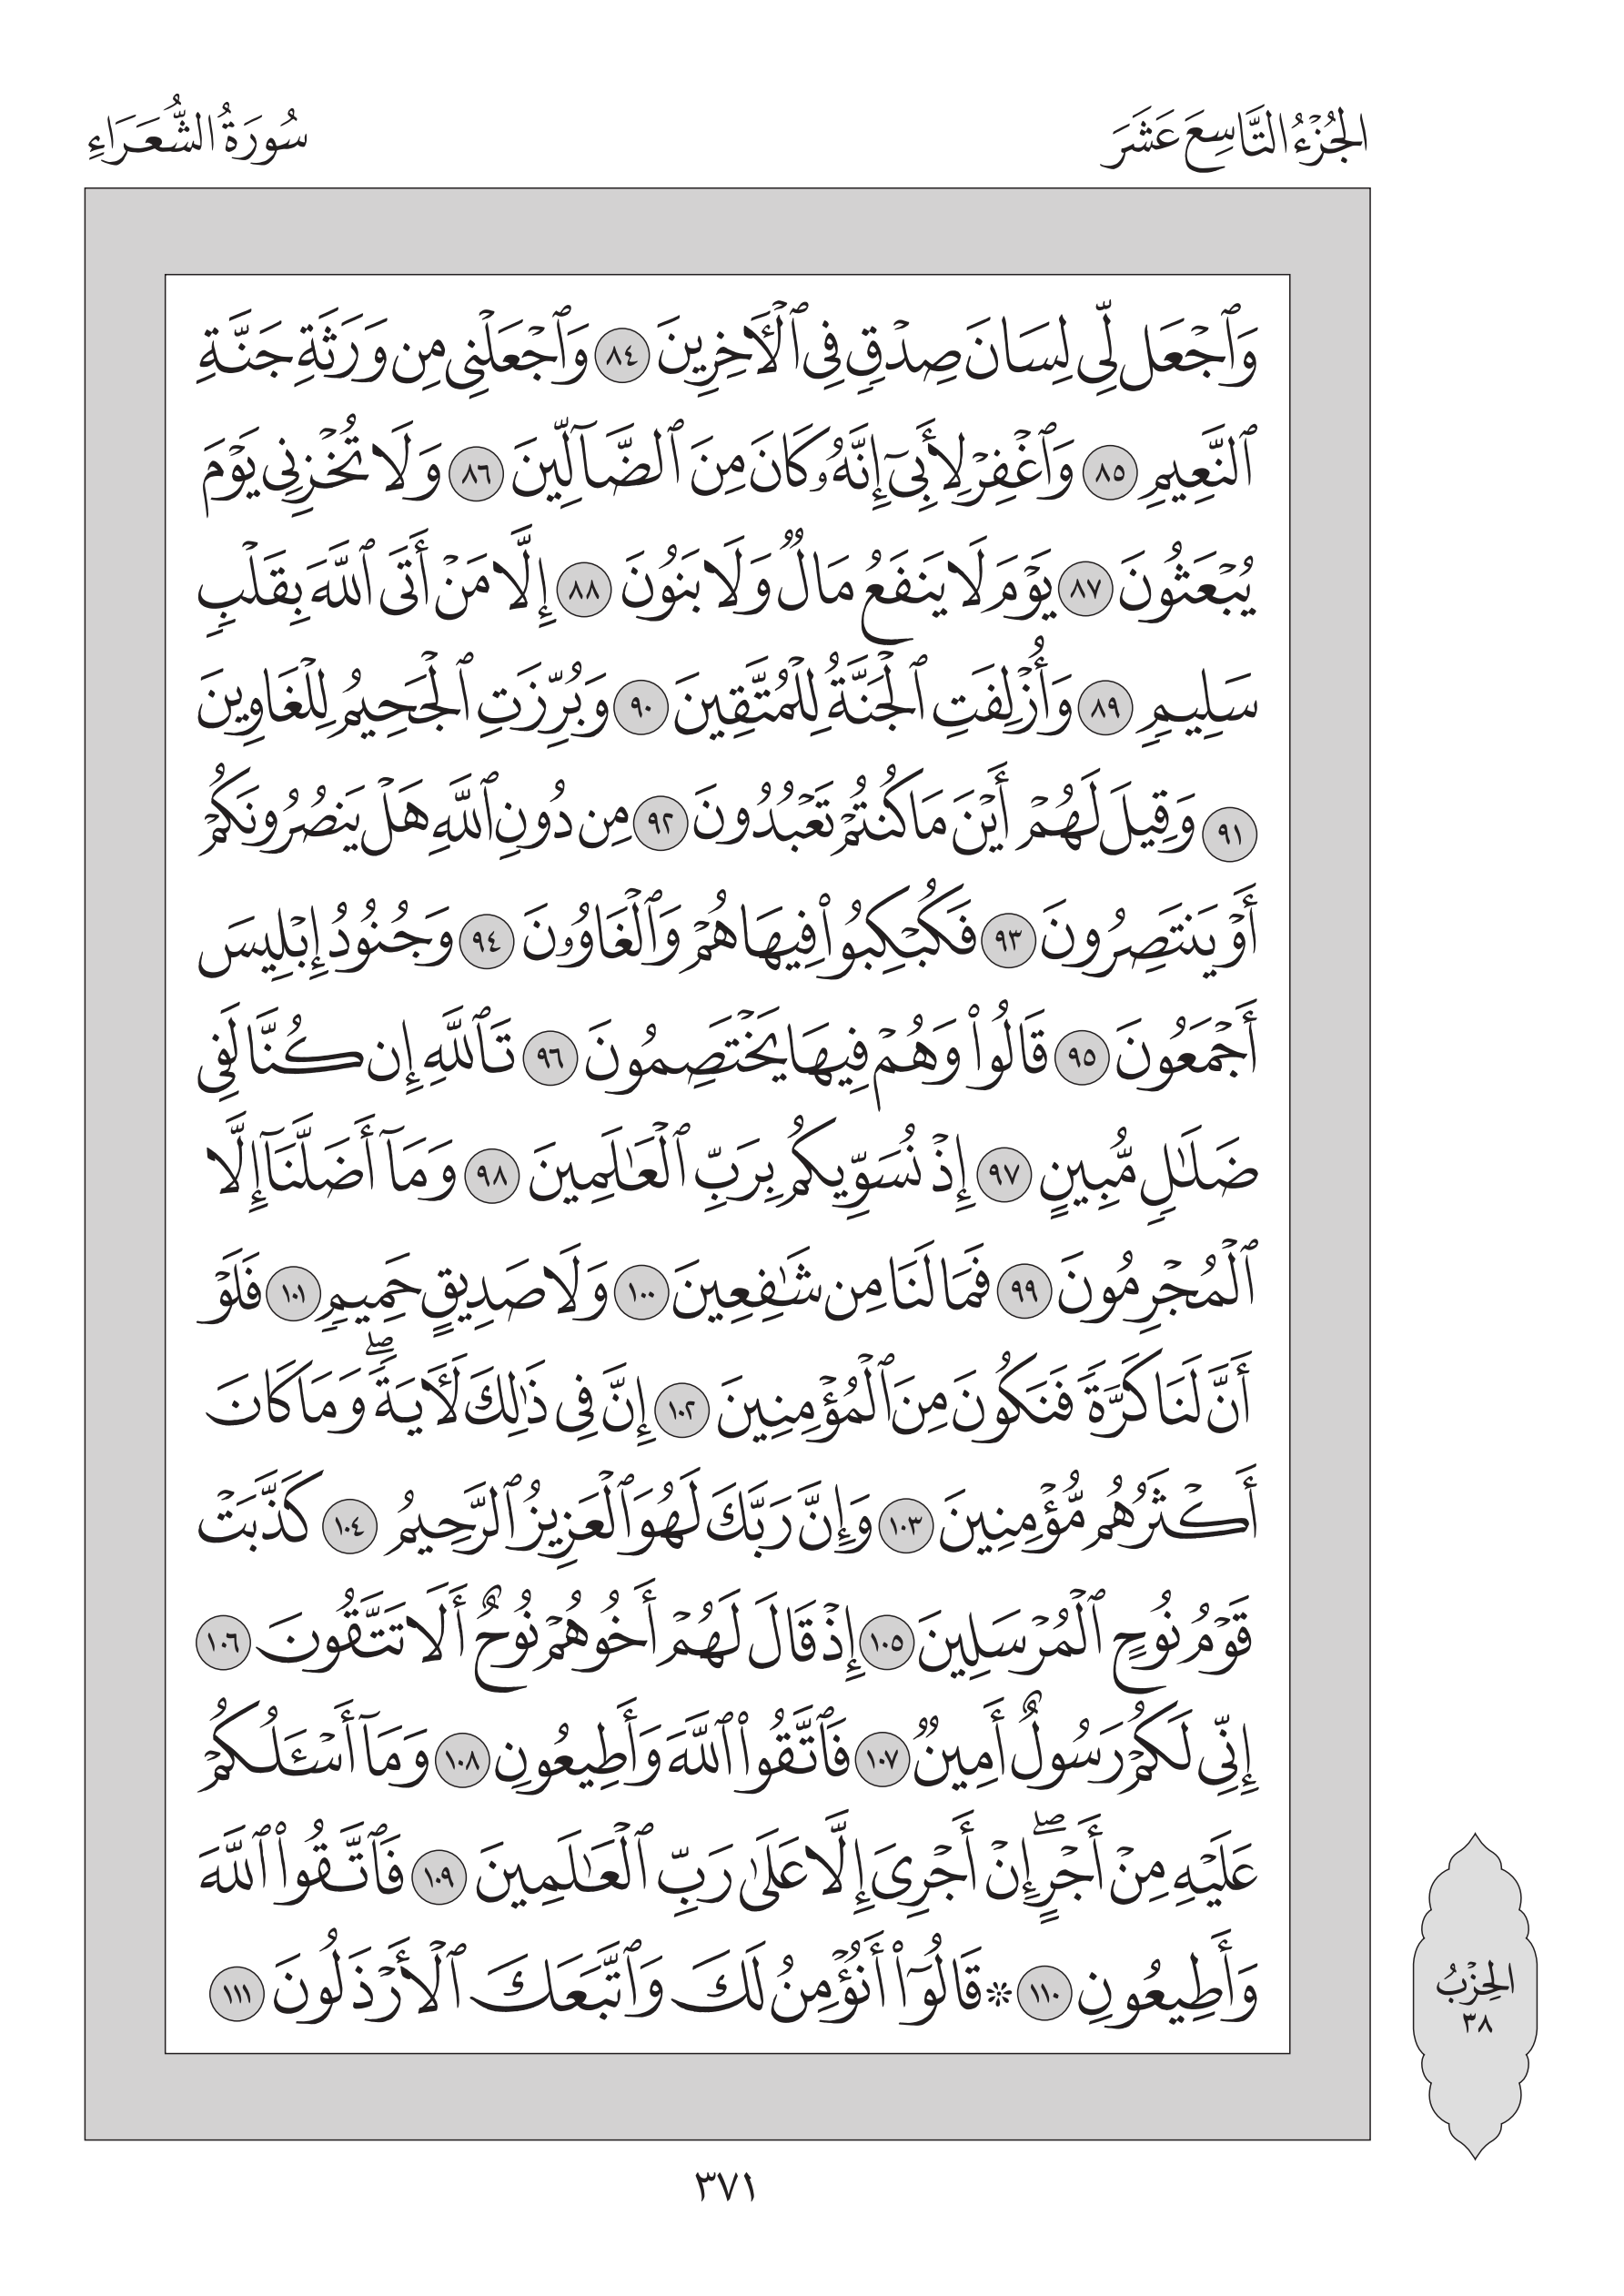 الجُزْءُ التَّاسِعَ عَشَرَ
سُورَةُ الشُّعَرَاءِ
وَٱجْعَل لِّى لِسَانَ صِدْقٍ فِى ٱلْـَٔاخِرِينَ ٨٤ وَٱجْعَلْنِى مِن وَرَثَةِ جَنَّةِ
ٱلنَّعِيمِ ٨٥ وَٱغْفِرْ لِأَبِىٓ إِنَّهُۥ كَانَ مِنَ ٱلضَّآلِّينَ ٨٦ وَلَا تُخْزِنِى يَوْمَ
يُبْعَثُونَ ٨٧ يَوْمَ لَا يَنفَعُ مَالٌ وَلَا بَنُونَ ٨٨ إِلَّا مَنْ أَتَى ٱللَّهَ بِقَلْبٍ
سَلِيمٍ ٨٩ وَأُزْلِفَتِ ٱلْجَنَّةُ لِلْمُتَّقِينَ ٩٠ وَبُرِّزَتِ ٱلْجَحِيمُ لِلْغَاوِينَ
٩١ وَقِيلَ لَهُمْ أَيْنَ مَا كُنتُمْ تَعْبُدُونَ ٩٢ مِن دُونِ ٱللَّهِ هَلْ يَنصُرُونَكُمْ
أَوْ يَنتَصِرُونَ ٩٣ فَكُبْكِبُوا۟ فِيهَا هُمْ وَٱلْغَاوُۥنَ ٩٤ وَجُنُودُ إِبْلِيسَ
أَجْمَعُونَ ٩٥ قَالُوا۟ وَهُمْ فِيهَا يَخْتَصِمُونَ ٩٦ تَٱللَّهِ إِن كُنَّا لَفِى
ضَلَٰلٍ مُّبِينٍ ٩٧ إِذْ نُسَوِّيكُم بِرَبِّ ٱلْعَٰلَمِينَ ٩٨ وَمَآ أَضَلَّنَآ إِلَّا
ٱلْمُجْرِمُونَ ٩٩ فَمَا لَنَا مِن شَٰفِعِينَ ١٠٠ وَلَا صَدِيقٍ حَمِيمٍ ١٠١ فَلَوْ
أَنَّ لَنَا كَرَّةً فَنَكُونَ مِنَ ٱلْمُؤْمِنِينَ ١٠٢ إِنَّ فِى ذَٰلِكَ لَـَٔايَةً ۖ وَمَا كَانَ
أَكْثَرُهُم مُّؤْمِنِينَ ١٠٣ وَإِنَّ رَبَّكَ لَهُوَ ٱلْعَزِيزُ ٱلرَّحِيمُ ١٠٤ كَذَّبَتْ
قَوْمُ نُوحٍ ٱلْمُرْسَلِينَ ١٠٥ إِذْ قَالَ لَهُمْ أَخُوهُمْ نُوحٌ أَلَا تَتَّقُونَ ١٠٦
إِنِّى لَكُمْ رَسُولٌ أَمِينٌ ١٠٧ فَٱتَّقُوا۟ ٱللَّهَ وَأَطِيعُونِ ١٠٨ وَمَآ أَسْـَٔلُكُمْ
عَلَيْهِ مِنْ أَجْرٍ ۖ إِنْ أَجْرِىَ إِلَّا عَلَىٰ رَبِّ ٱلْعَٰلَمِينَ ١٠٩ فَٱتَّقُوا۟ ٱللَّهَ
وَأَطِيعُونِ ١١٠ ۞ قَالُوٓا۟ أَنُؤْمِنُ لَكَ وَٱتَّبَعَكَ ٱلْأَرْذَلُونَ ١١١
الحِزْبُ
٣٨
٣٧١